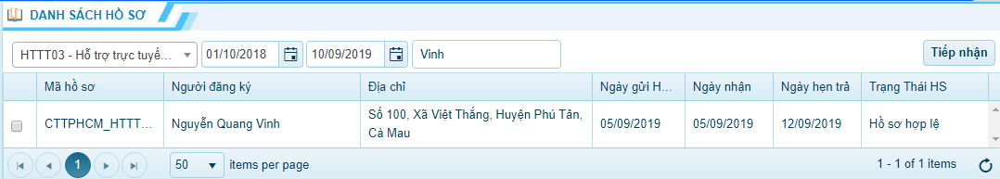 DANH SÁCH HỒ SƠ
HTTT03 - Hỗ trợ trực tuyế... 01/10/2018 10/09/2019 Vinh Tiếp nhận
Mã hồ sơ Người đăng ký Địa chỉ Ngày gửi H... Ngày nhận Ngày hẹn trả Trạng Thái HS
CTTPHCM_HTTT... Nguyễn Quang Vinh Số 100, Xã Việt Thắng, Huyện Phú Tân, 05/09/2019 05/09/2019 12/09/2019 Hồ sơ hợp lệ
Cà Mau
1 50 items per page 1 - 1 of 1 items